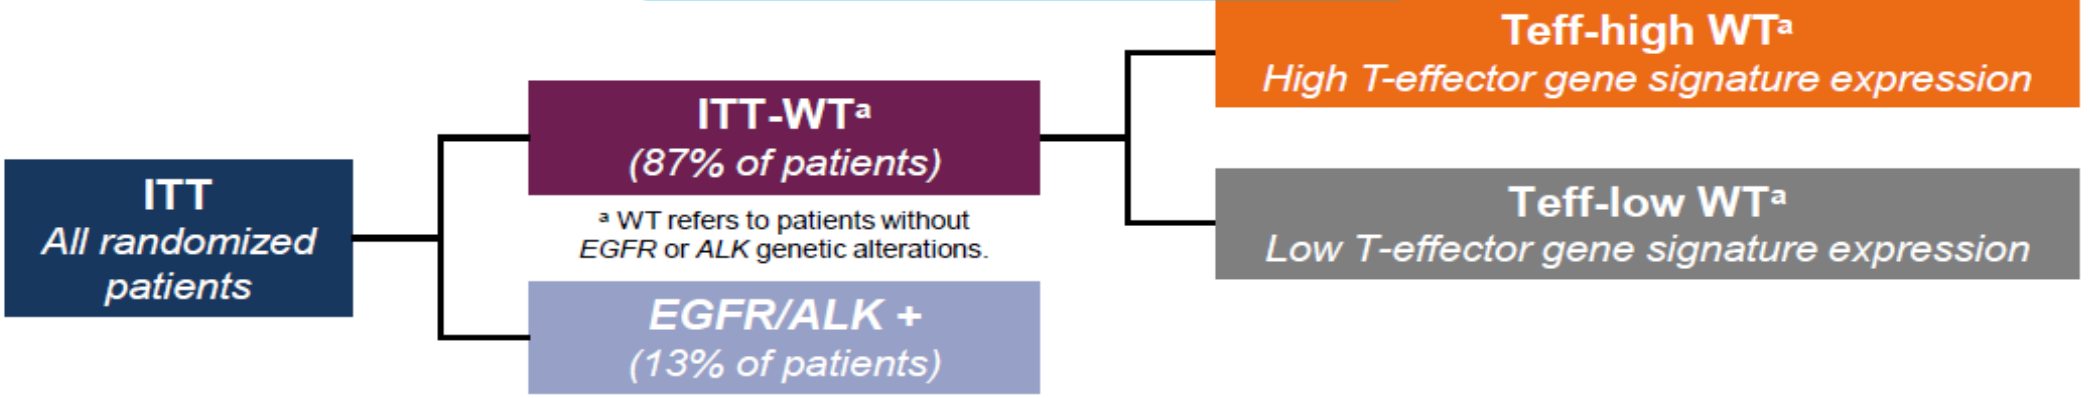 ITT
All randomized
patients
ITT-WTᵃ
(87% of patients)
ᵃ WT refers to patients without
EGFR or ALK genetic alterations.
EGFR/ALK +
(13% of patients)
Teff-high WTᵃ
High T-effector gene signature expression
Teff-low WTᵃ
Low T-effector gene signature expression